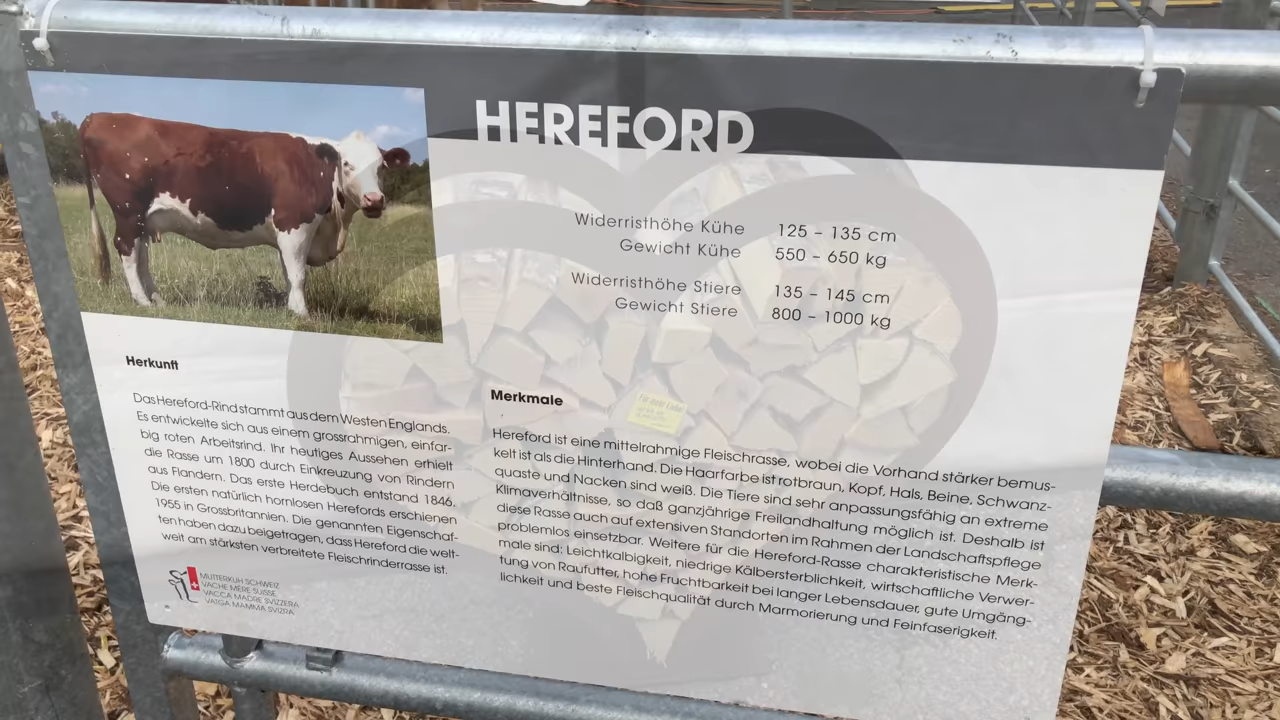 HEREFORD
Widerristhöhe Kühe 125 – 135 cm
Gewicht Kühe 550 – 650 kg
Widerristhöhe Stiere 135 – 145 cm
Gewicht Stiere 800 – 1000 kg
Herkunft
Das Hereford-Rind stammt aus dem Westen Englands.
Es entwickelte sich aus einem grossrahmigen, einfar-
big roten Arbeitsrind. Ihr heutiges Aussehen erhielt
die Rasse um 1800 durch Einkreuzung von Rindern
aus Flandern. Das erste Herdebuch entstand 1846.
Die ersten natürlich hornlosen Herefords erschienen
1955 in Grossbritannien. Die genannten Eigenschaf-
ten haben dazu beigetragen, dass Hereford die welt-
weit am stärksten verbreitete Fleischrinderrasse ist.
MUTTERKUH SCHWEIZ
VACHE MÈRE SUISSE
VACCA MADRE SVIZZERA
VATGA MAMMA SVIZRA
Merkmale
Hereford ist eine mittelrahmige Fleischrasse, wobei die Vorhand stärker bemus-
kelt ist als die Hinterhand. Die Haarfarbe ist rotbraun, Kopf, Hals, Beine, Schwanz-
quaste und Nacken sind weiß. Die Tiere sind sehr anpassungsfähig an extreme
Klimaverhältnisse, so daß ganzjährige Freilandhaltung möglich ist. Deshalb ist
diese Rasse auch auf extensiven Standorten im Rahmen der Landschaftspflege
problemlos einsetzbar. Weitere für die Hereford-Rasse charakteristische Merk-
male sind: Leichtkalbigkeit, niedrige Kälbersterblichkeit, wirtschaftliche Verwer-
tung von Raufutter, hohe Fruchtbarkeit bei langer Lebensdauer, gute Umgäng-
lichkeit und beste Fleischqualität durch Marmorierung und Feinfaserigkeit.